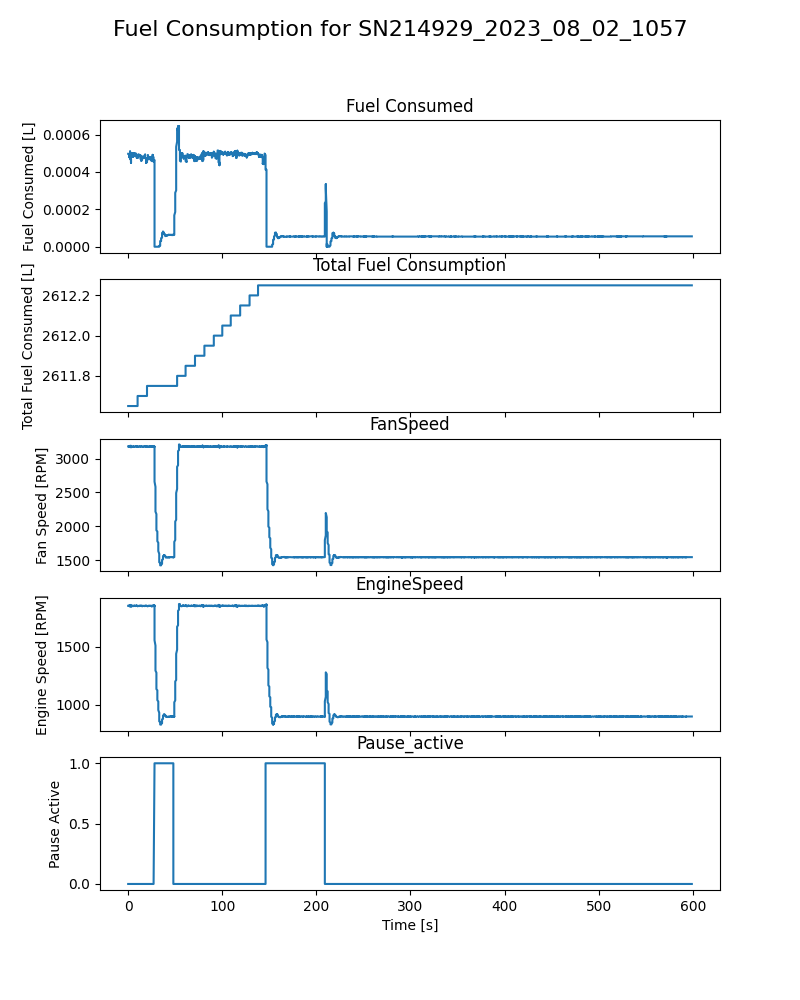 Fuel Consumption for SN214929_2023_08_02_1057
Fuel Consumed
Fuel Consumed [L]
0.0006
0.0004
0.0002
0.0000
Total Fuel Consumption
Total Fuel Consumed [L]
2612.2
2612.0
2611.8
FanSpeed
Fan Speed [RPM]
3000
2500
2000
1500
EngineSpeed
Engine Speed [RPM]
1500
1000
Pause_active
Pause Active
1.0
0.5
0.0
0 100 200 300 400 500 600
Time [s]